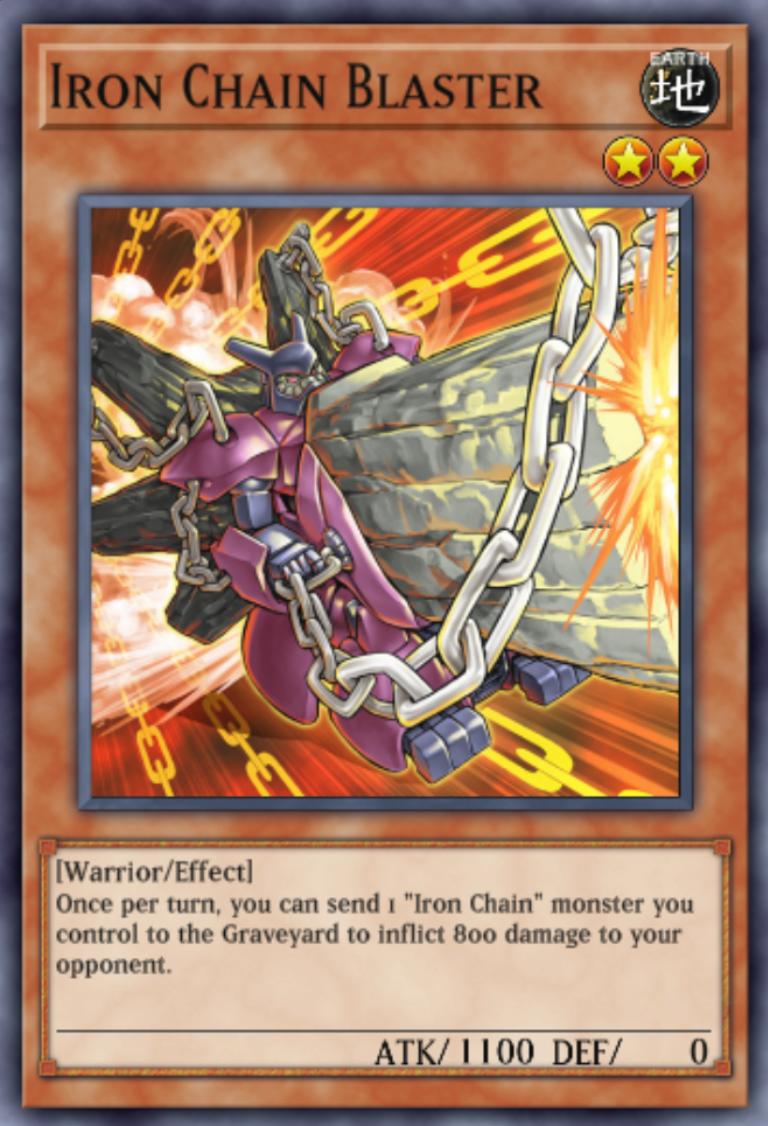 Iron Chain Blaster
EARTH
地
[Warrior/Effect]
Once per turn, you can send 1 "Iron Chain" monster you
control to the Graveyard to inflict 800 damage to your
opponent.
ATK/ 1100 DEF/ 0